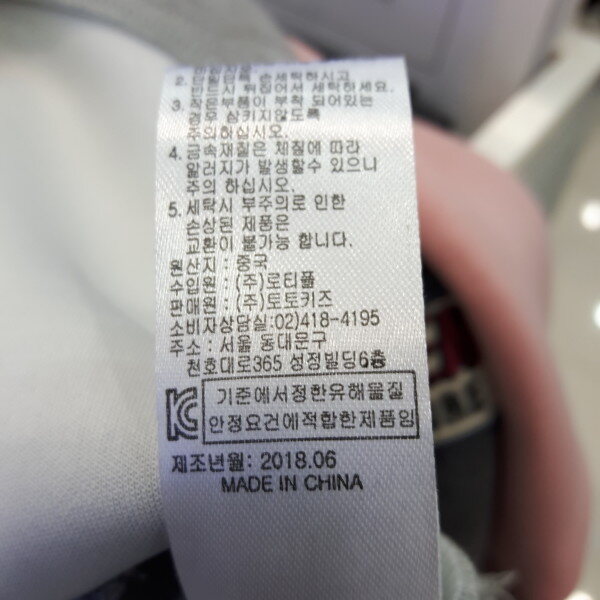 2.
반드시 뒤집어서 세탁하세요.
3. 작은부품이 부착 되어있는
경우 삼키지않도록
주의하십시오.
4. 금속재질은 체질에 따라
알러지가 발생할수 있으니
주의 하십시오.
5. 세탁시 부주의로 인한
손상된 제품은
교환이 불가능 합니다.
원산지 : 중국
수입원 : (주)로티플
판매원 : (주)토토키즈
소비자상담실:02)418-4195
주소 : 서울 동대문구
천호대로365 성정빌딩6층
기준에서정한유해물질
안정요건에적합한제품임
제조년월: 2018.06
MADE IN CHINA